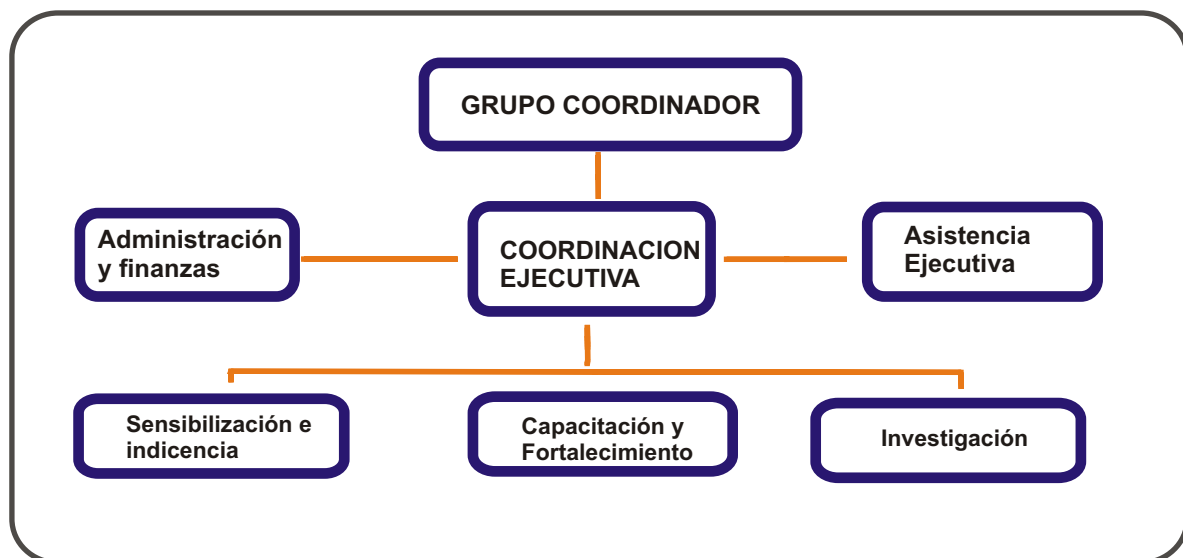 GRUPO COORDINADOR
Administración
y finanzas
COORDINACION
EJECUTIVA
Asistencia
Ejecutiva
Sensibilización e
indicencia
Capacitación y
Fortalecimiento
Investigación